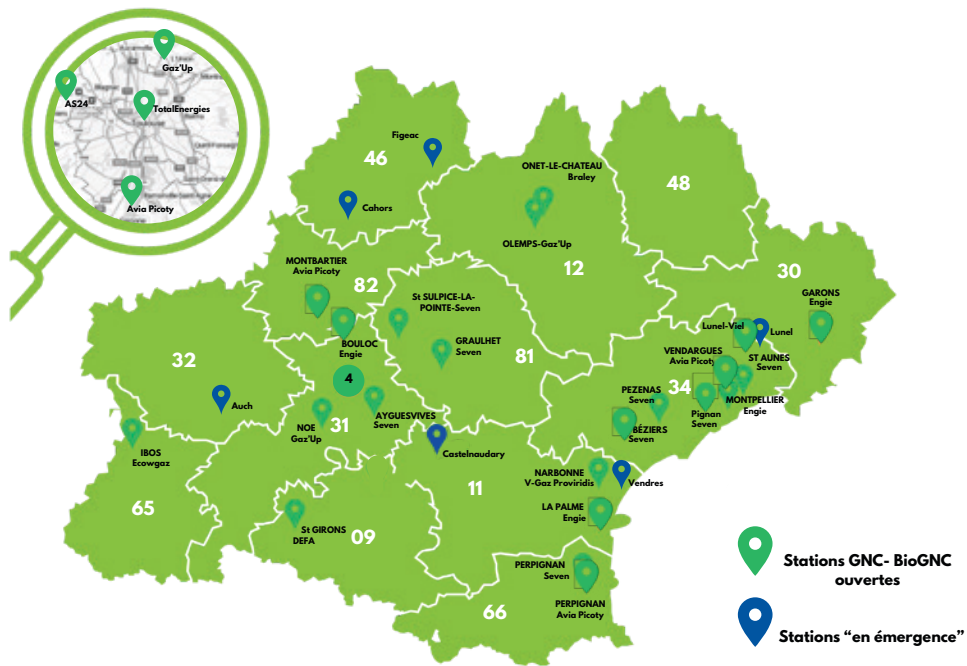 Gaz'Up
AS24
TotalEnergies
Toulouse
Avia Picoty
Figeac
46
Cahors
ONET-LE-CHATEAU
Braley
OLEMPS-Gaz'Up
12
48
30
GARONS
Engie
MONTBARTIER
Avia Picoty
82
BOULOC
Engie
St SULPICE-LA-
POINTE-Seven
GRAULHET
Seven
81
32
Auch
4
31
NOE
Gaz'Up
AYGUESVIVES
Seven
Castelnaudary
IBOS
Ecowgaz
65
St GIRONS
DEFA
09
11
Lunel-Viel
Lunel
VENDARGUES
Avia Picoty
ST AUNES
Seven
34
PEZENAS
Seven
Pignan
Seven
MONTPELLIER
Engie
BÉZIERS
Seven
NARBONNE
V-Gaz Proviridis
Vendres
LA PALME
Engie
PERPIGNAN
Seven
PERPIGNAN
Avia Picoty
66
Stations GNC- BioGNC
ouvertes
Stations “en émergence”